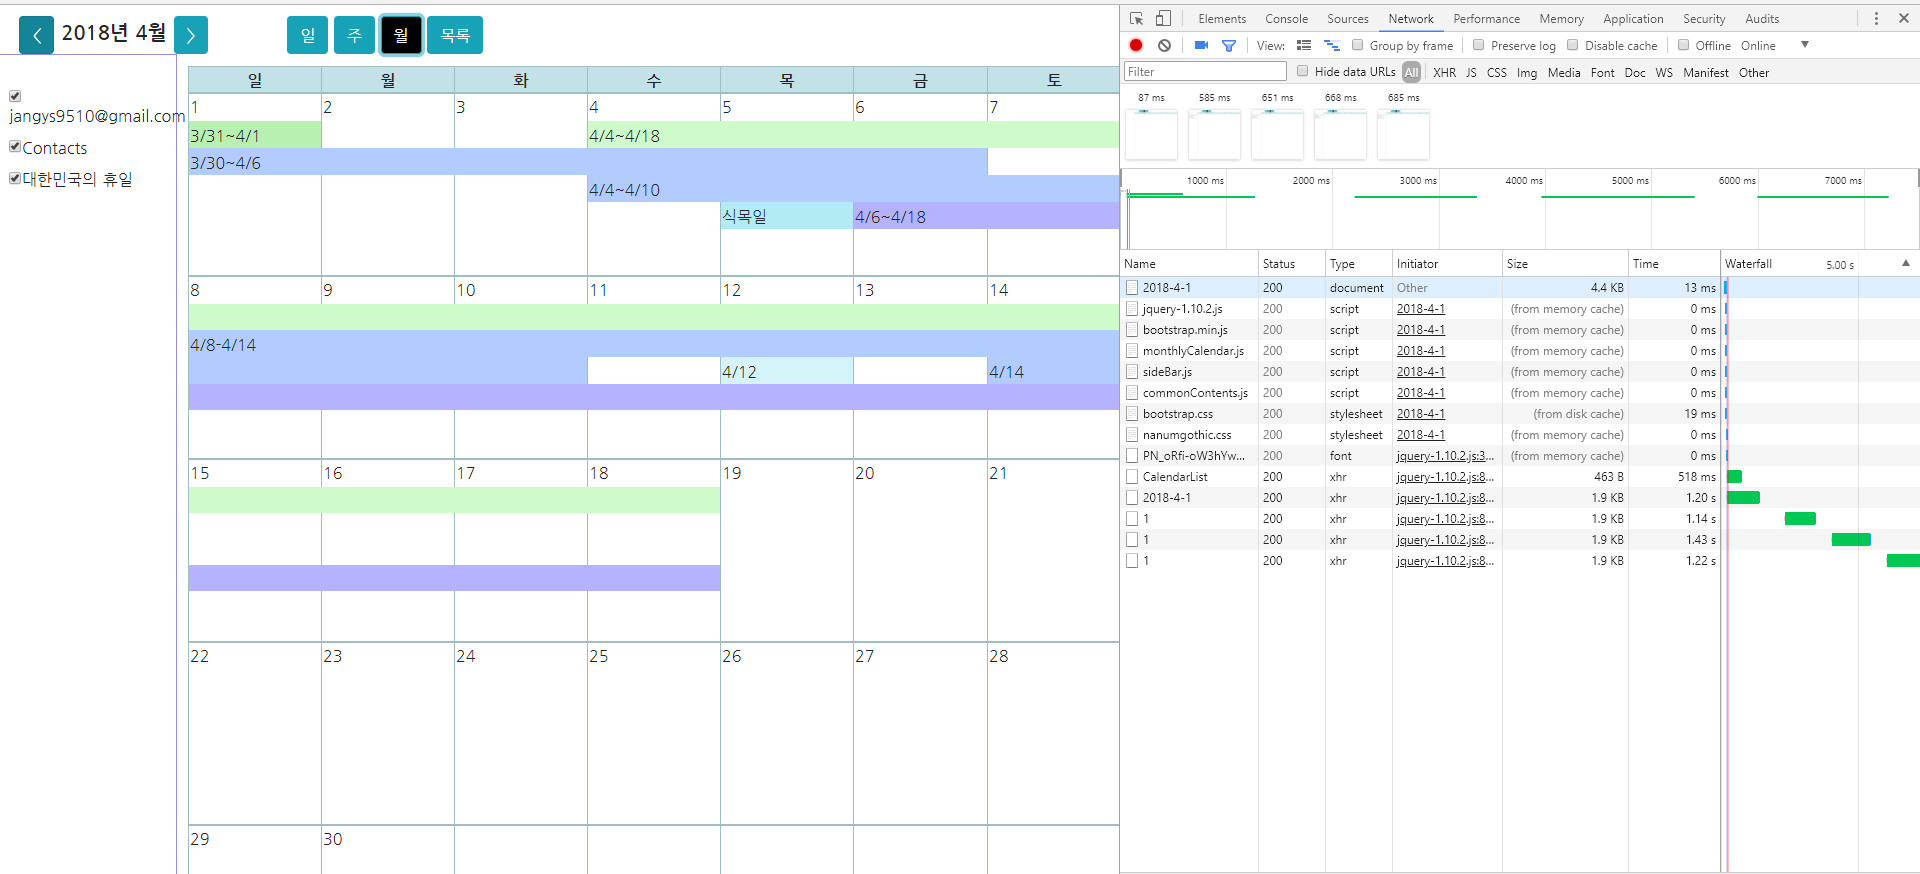 2018년 4월 일 주 월 목록
jangys9510@gmail.com
Contacts
대한민국의 휴일
일 월 화 수 목 금 토
1 2 3 4 5 6 7
3/31~4/1 4/4~4/18
3/30~4/6
4/4~4/10
식목일 4/6~4/18
8 9 10 11 12 13 14
4/8-4/14
4/12 4/14
15 16 17 18 19 20 21
22 23 24 25 26 27 28
29 30
Elements Console Sources Network Performance Memory Application Security Audits
View: Group by frame Preserve log Disable cache Offline Online
Filter Hide data URLs All XHR JS CSS Img Media Font Doc WS Manifest Other
87 ms 585 ms 651 ms 668 ms 685 ms
1000 ms 2000 ms 3000 ms 4000 ms 5000 ms 6000 ms 7000 ms
Name Status Type Initiator Size Time Waterfall 5.00 s
2018-4-1 200 document Other 4.4 KB 13 ms
jquery-1.10.2.js 200 script 2018-4-1 (from memory cache) 0 ms
bootstrap.min.js 200 script 2018-4-1 (from memory cache) 0 ms
monthlyCalendar.js 200 script 2018-4-1 (from memory cache) 0 ms
sideBar.js 200 script 2018-4-1 (from memory cache) 0 ms
commonContents.js 200 script 2018-4-1 (from memory cache) 0 ms
bootstrap.css 200 stylesheet 2018-4-1 (from disk cache) 19 ms
nanumgothic.css 200 stylesheet 2018-4-1 (from memory cache) 0 ms
PN_oRfi-oW3hYw... 200 font jquery-1.10.2.js:3... (from memory cache) 0 ms
CalendarList 200 xhr jquery-1.10.2.js:8... 463 B 518 ms
2018-4-1 200 xhr jquery-1.10.2.js:8... 1.9 KB 1.20 s
1 200 xhr jquery-1.10.2.js:8... 1.9 KB 1.14 s
1 200 xhr jquery-1.10.2.js:8... 1.9 KB 1.43 s
1 200 xhr jquery-1.10.2.js:8... 1.9 KB 1.22 s